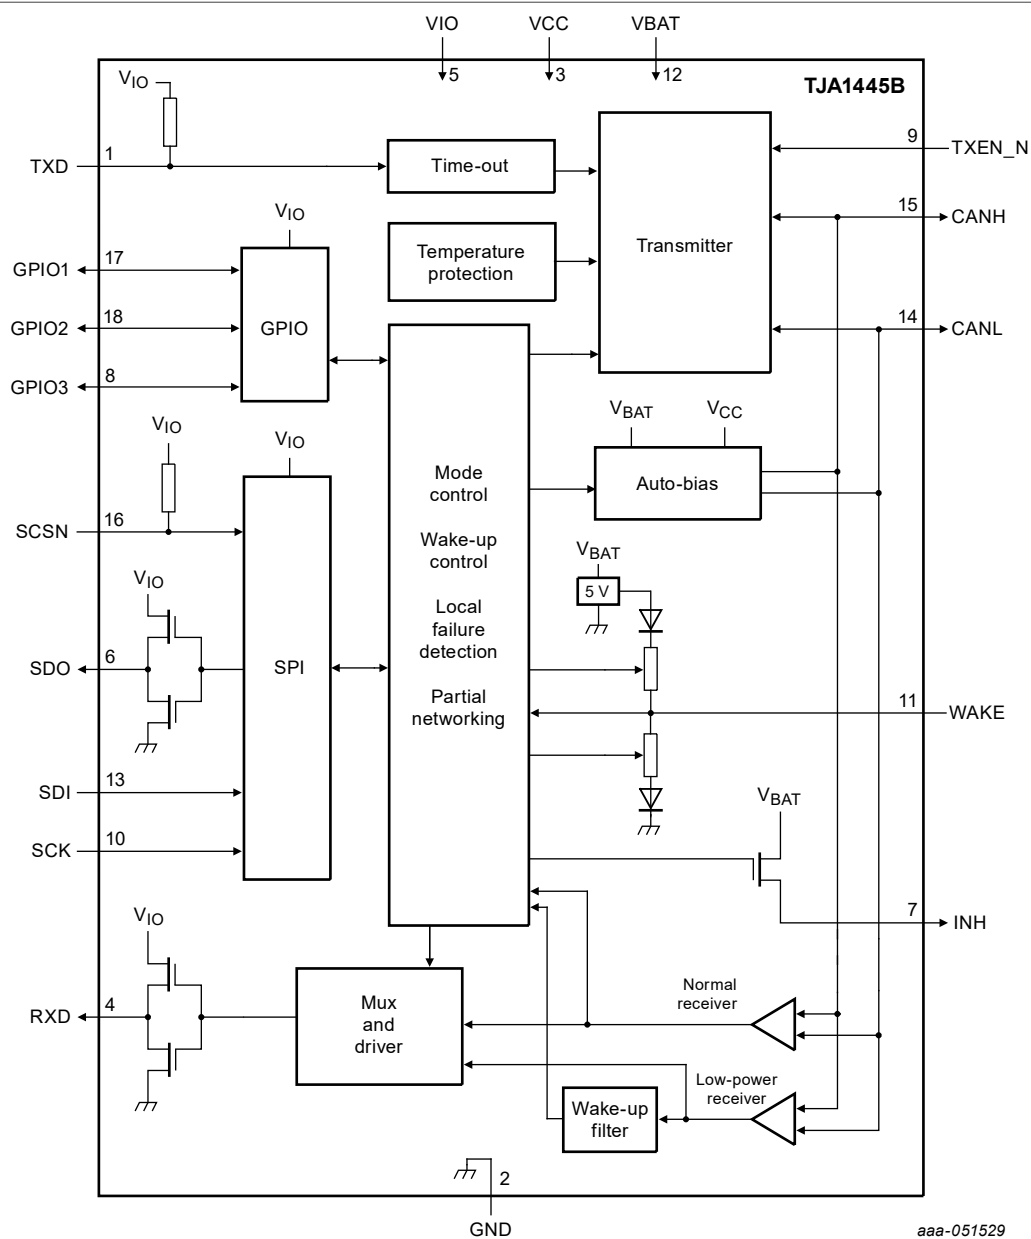 VIO VCC VBAT
5 3 12
TJA1445B
VIO
TXD 1
Time-out
9 TXEN_N
15 CANH
Transmitter
Temperature
protection
14 CANL
VIO
GPIO1 17
GPIO2 18
GPIO
GPIO3 8
VIO
VIO
SCSN 16
VBAT VCC
Auto-bias
Mode
control
Wake-up
control
Local
failure
detection
Partial
networking
VBAT
5 V
VIO
SDO 6
SPI
11 WAKE
SDI 13
SCK 10
VBAT
7 INH
VIO
RXD 4
Mux
and
driver
Normal
receiver
Low-power
receiver
Wake-up
filter
2
GND
aaa-051529